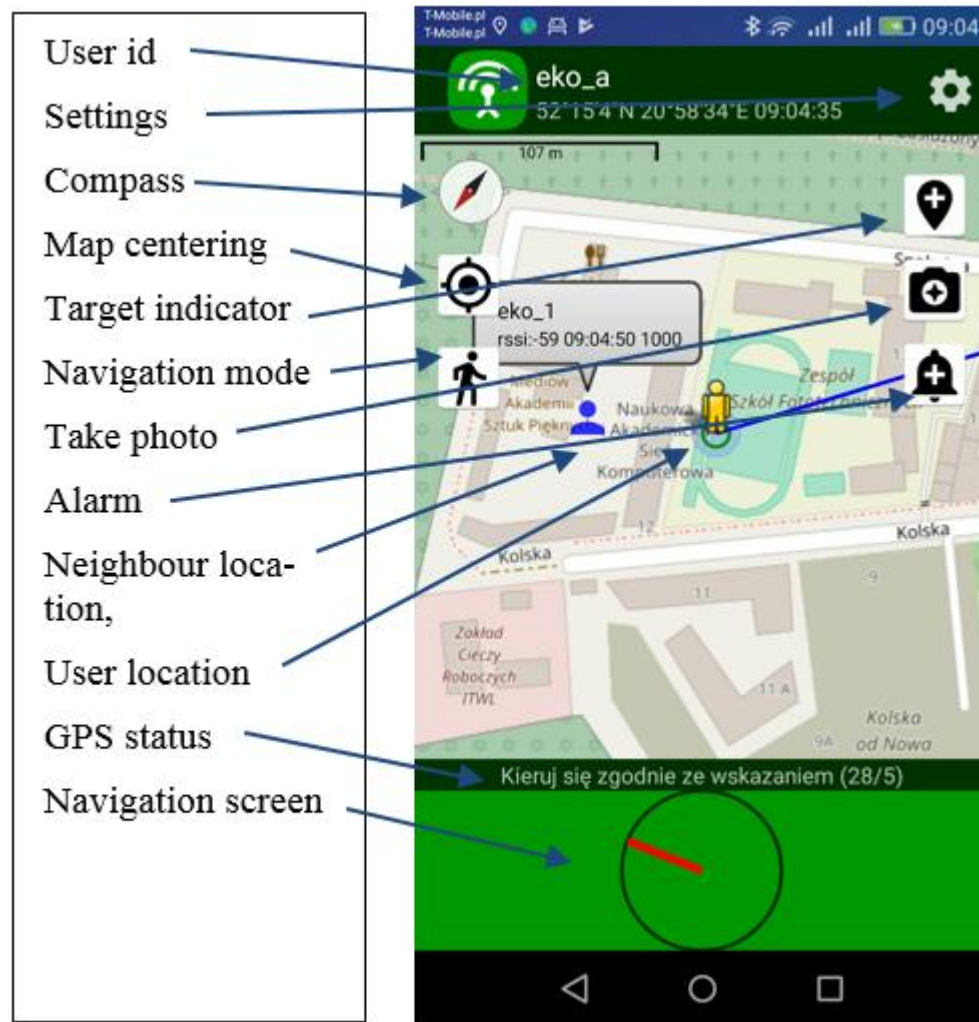 User id
Settings
Compass
Map centering
Target indicator
Navigation mode
Take photo
Alarm
Neighbour loca-
tion,
User location
GPS status
Navigation screen
T-Mobile.pl
T-Mobile.pl
09:04
eko_a
52°15'4"N 20°58'34"E 09:04:35
107 m
eko_1
rssi:-59 09:04:50 1000
Mediów
Akademii
Sztuk Pięknych
Naukowa
Akademicka
Sieć
Komputerowa
Zespół
Szkół Fototechnicznych
12
Kolska
Kolska
9
11
Zakład
Cieczy
Roboczych
ITWL
11 A
Kolska
od Nowa
9A
Kieruj się zgodnie ze wskazaniem (28/5)